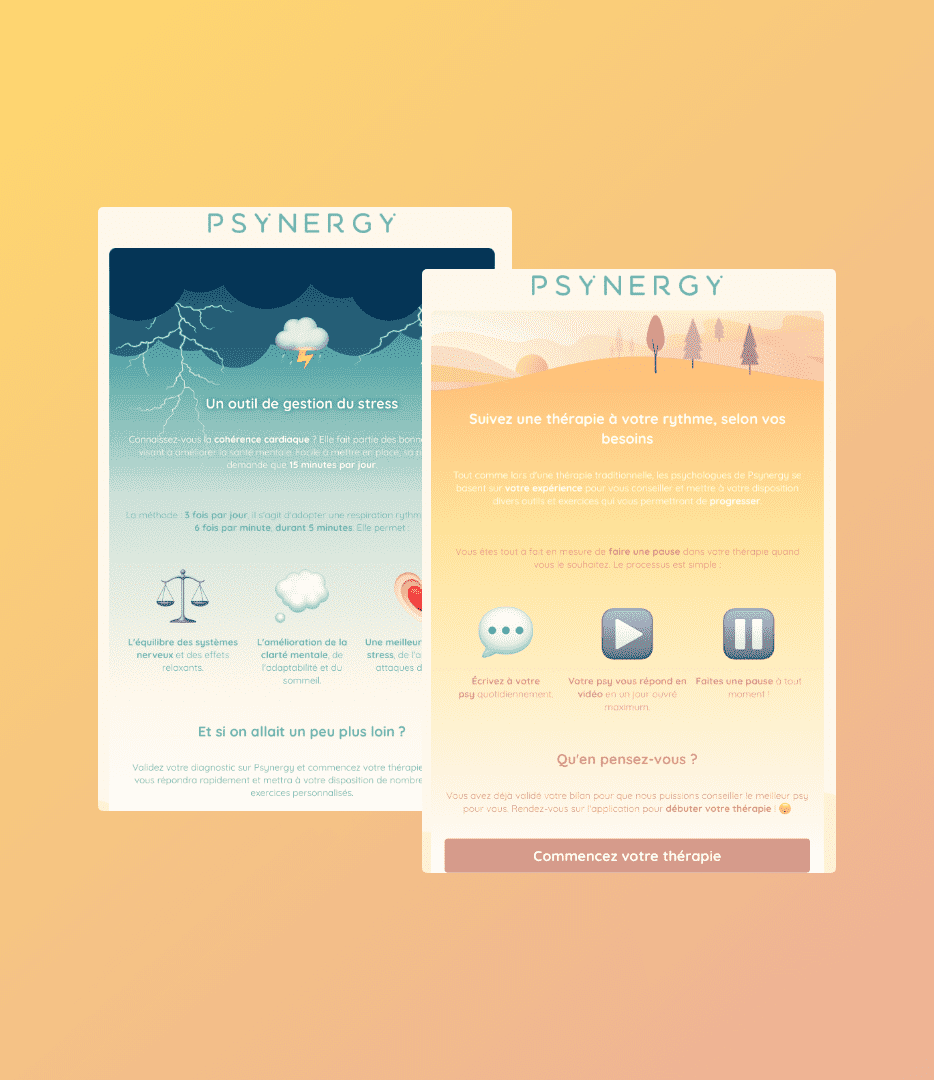 PSYNERGY
Un outil de gestion du stress
Connaissez-vous la cohérence cardiaque ? Elle fait partie des bonne
visant à améliorer la santé mentale. Facile à mettre en place, sa
demande que 15 minutes par jour.
La méthode : 3 fois par jour, il s'agit d'adopter une respiration rythm
6 fois par minute, durant 5 minutes. Elle permet :
L'équilibre des systèmes
nerveux et des effets
relaxants.
L'amélioration de la
clarté mentale, de
l'adaptabilité et du
sommeil.
Une meilleur
stress, de l'a
attaques d
Et si on allait un peu plus loin ?
Validez votre diagnostic sur Psynergy et commencez votre thérapie
vous répondra rapidement et mettra à votre disposition de nombre
exercices personnalisés.
PSYNERGY
Suivez une thérapie à votre rythme, selon vos
besoins
Tout comme lors d'une thérapie traditionnelle, les psychologues de Psynergy se
basent sur votre expérience pour vous conseiller et mettre à votre disposition
divers outils et exercices qui vous permettront de progresser.
Vous êtes tout à fait en mesure de faire une pause dans votre thérapie quand
vous le souhaitez. Le processus est simple :
Écrivez à votre
psy quotidiennement.
Votre psy vous répond en
vidéo en un jour ouvré
maximum.
Faites une pause à tout
moment !
Qu'en pensez-vous ?
Vous avez déjà validé votre bilan pour que nous puissions conseiller le meilleur psy
pour vous. Rendez-vous sur l'application pour débuter votre thérapie !
Commencez votre thérapie